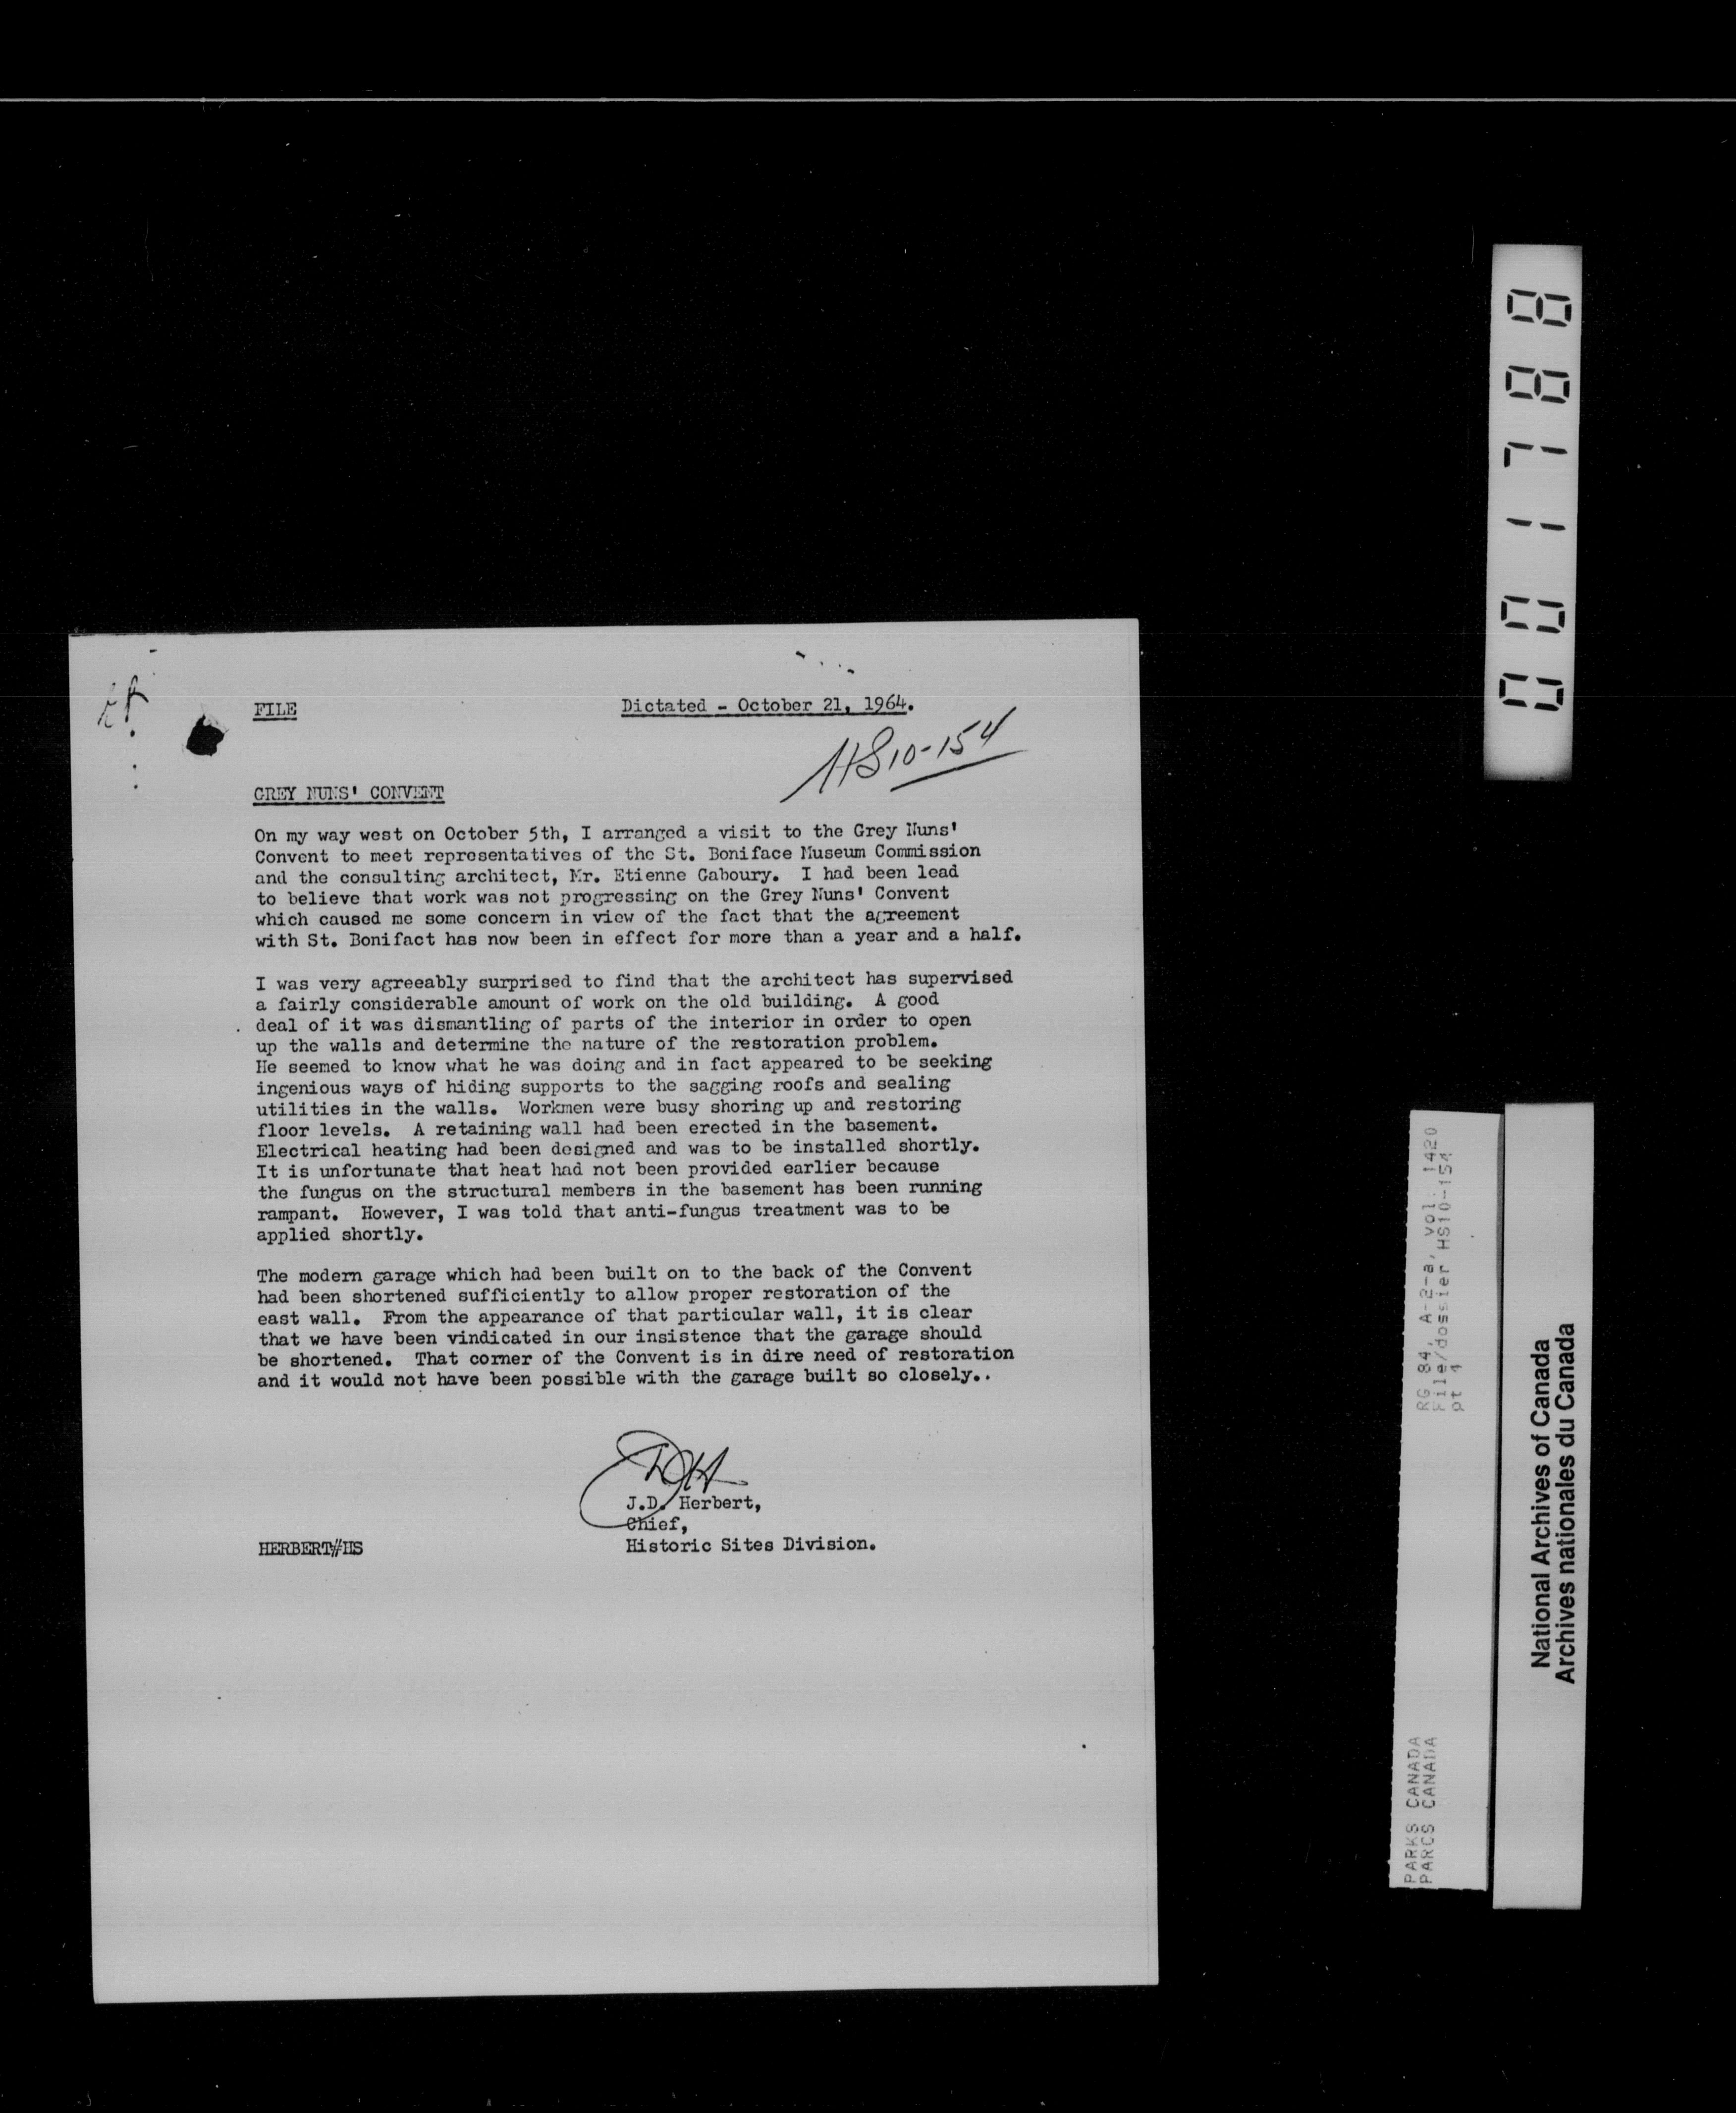 FILE
Dictated - October 21, 1964.
HS10-154
GREY NUNS' CONVENT
On my way west on October 5th, I arranged a visit to the Grey Nuns'
Convent to meet representatives of the St. Boniface Museum Commission
and the consulting architect, Mr. Etienne Gaboury. I had been lead
to believe that work was not progressing on the Grey Nuns' Convent
which caused me some concern in view of the fact that the agreement
with St. Bonifact has now been in effect for more than a year and a half.
I was very agreeably surprised to find that the architect has supervised
a fairly considerable amount of work on the old building. A good
deal of it was dismantling of parts of the interior in order to open
up the walls and determine the nature of the restoration problem.
He seemed to know what he was doing and in fact appeared to be seeking
ingenious ways of hiding supports to the sagging roofs and sealing
utilities in the walls. Workmen were busy shoring up and restoring
floor levels. A retaining wall had been erected in the basement.
Electrical heating had been designed and was to be installed shortly.
It is unfortunate that heat had not been provided earlier because
the fungus on the structural members in the basement has been running
rampant. However, I was told that anti-fungus treatment was to be
applied shortly.
The modern garage which had been built on to the back of the Convent
had been shortened sufficiently to allow proper restoration of the
east wall. From the appearance of that particular wall, it is clear
that we have been vindicated in our insistence that the garage should
be shortened. That corner of the Convent is in dire need of restoration
and it would not have been possible with the garage built so closely..
JDH
J.D. Herbert,
Chief,
Historic Sites Division.
HERBERT/HS
001788
PARKS CANADA
PARCS CANADA
RG 84, A-2-a, vol. 1420
File/dossier HS10-154
pt 4
National Archives of Canada
Archives nationales du Canada